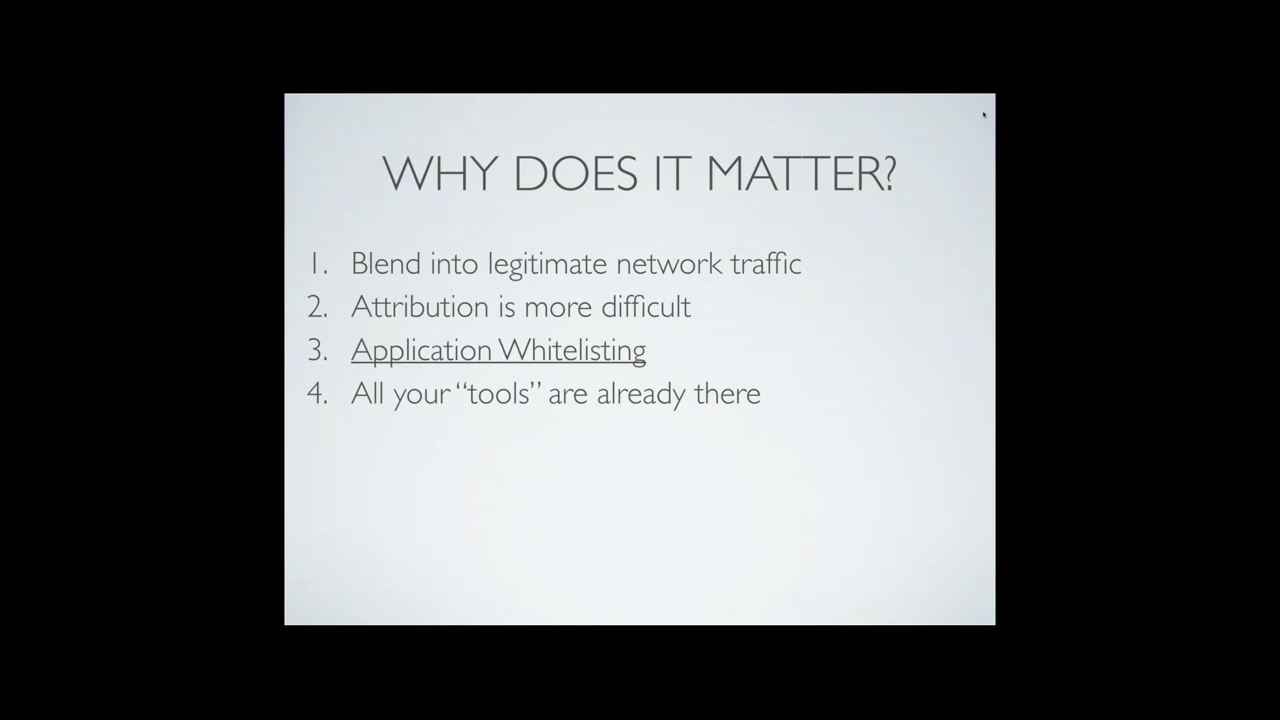 WHY DOES IT MATTER?
1. Blend into legitimate network traffic
2. Attribution is more difficult
3. Application Whitelisting
4. All your “tools” are already there